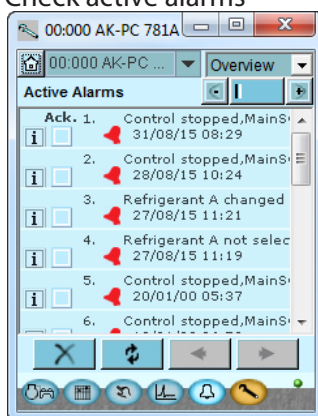 Check active alarms
00:000 AK-PC 781A
00:000 AK-PC ... Overview
Active Alarms
Ack. 1. Control stopped,MainS
31/08/15 08:29
2. Control stopped,MainS
28/08/15 10:24
3. Refrigerant A changed
27/08/15 11:21
4. Refrigerant A not selec
27/08/15 11:19
5. Control stopped,MainS
20/01/00 05:37
6. Control stopped,MainS